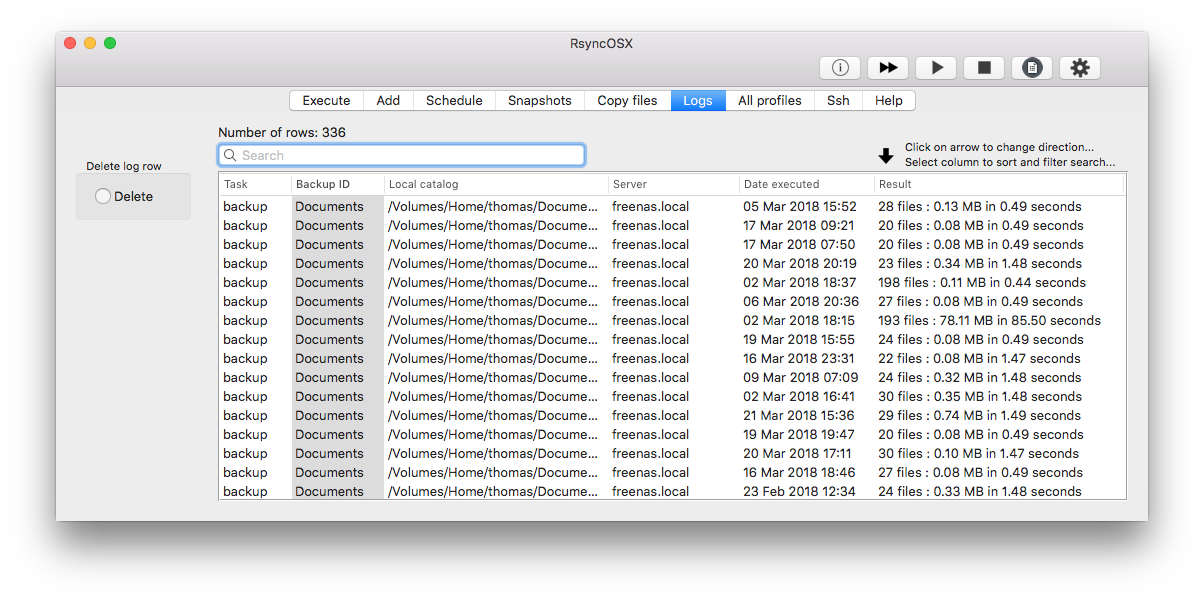 RsyncOSX
Execute Add Schedule Snapshots Copy files Logs All profiles Ssh Help
Number of rows: 336
Search
Click on arrow to change direction...
Select column to sort and filter search...
Delete log row
Delete
Task Backup ID Local catalog Server Date executed Result
backup Documents /Volumes/Home/thomas/Docume... freenas.local 05 Mar 2018 15:52 28 files : 0.13 MB in 0.49 seconds
backup Documents /Volumes/Home/thomas/Docume... freenas.local 17 Mar 2018 09:21 20 files : 0.08 MB in 0.49 seconds
backup Documents /Volumes/Home/thomas/Docume... freenas.local 17 Mar 2018 07:50 20 files : 0.08 MB in 0.49 seconds
backup Documents /Volumes/Home/thomas/Docume... freenas.local 20 Mar 2018 20:19 23 files : 0.34 MB in 1.48 seconds
backup Documents /Volumes/Home/thomas/Docume... freenas.local 02 Mar 2018 18:37 198 files : 0.11 MB in 0.44 seconds
backup Documents /Volumes/Home/thomas/Docume... freenas.local 06 Mar 2018 20:36 27 files : 0.08 MB in 0.49 seconds
backup Documents /Volumes/Home/thomas/Docume... freenas.local 02 Mar 2018 18:15 193 files : 78.11 MB in 85.50 seconds
backup Documents /Volumes/Home/thomas/Docume... freenas.local 19 Mar 2018 15:55 24 files : 0.08 MB in 0.49 seconds
backup Documents /Volumes/Home/thomas/Docume... freenas.local 16 Mar 2018 23:31 22 files : 0.08 MB in 1.47 seconds
backup Documents /Volumes/Home/thomas/Docume... freenas.local 09 Mar 2018 07:09 24 files : 0.32 MB in 1.48 seconds
backup Documents /Volumes/Home/thomas/Docume... freenas.local 02 Mar 2018 16:41 30 files : 0.35 MB in 1.48 seconds
backup Documents /Volumes/Home/thomas/Docume... freenas.local 21 Mar 2018 15:36 29 files : 0.74 MB in 1.49 seconds
backup Documents /Volumes/Home/thomas/Docume... freenas.local 19 Mar 2018 19:47 20 files : 0.08 MB in 0.49 seconds
backup Documents /Volumes/Home/thomas/Docume... freenas.local 20 Mar 2018 17:11 30 files : 0.10 MB in 1.47 seconds
backup Documents /Volumes/Home/thomas/Docume... freenas.local 16 Mar 2018 18:46 27 files : 0.08 MB in 0.49 seconds
backup Documents /Volumes/Home/thomas/Docume... freenas.local 23 Feb 2018 12:34 24 files : 0.33 MB in 1.48 seconds